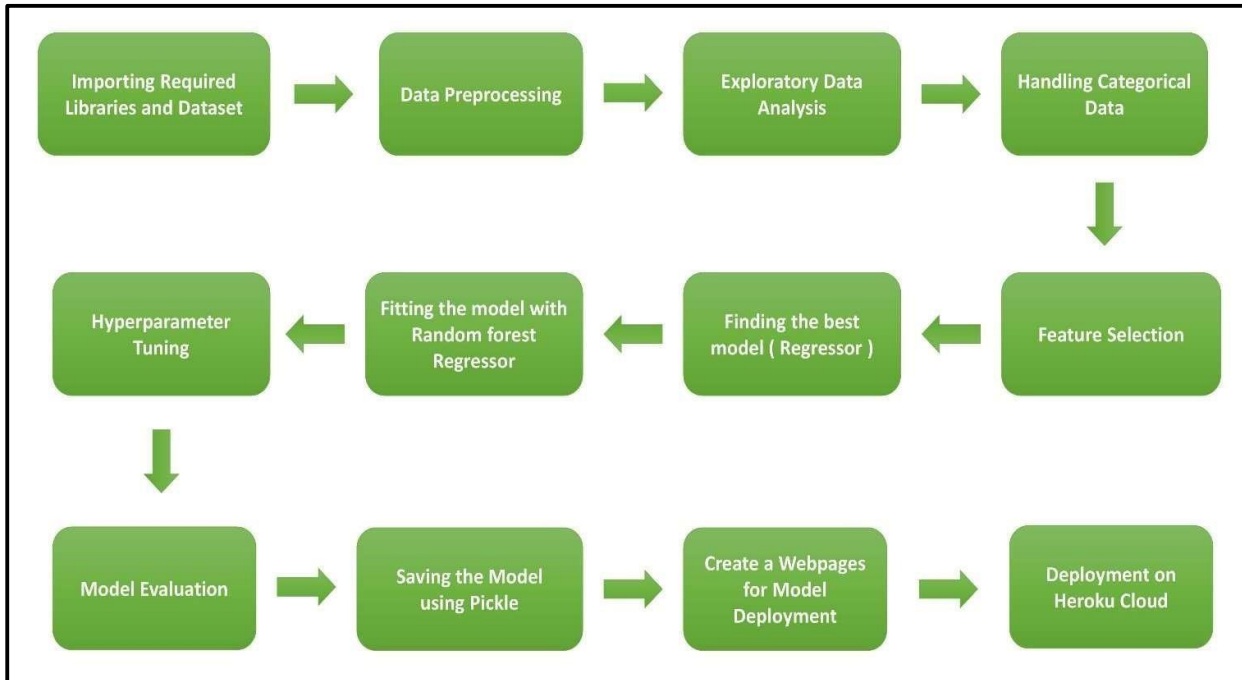 Importing Required
Libraries and Dataset
Data Preprocessing
Exploratory Data
Analysis
Handling Categorical
Data
Feature Selection
Finding the best
model ( Regressor )
Fitting the model with
Random forest
Regressor
Hyperparameter
Tuning
Model Evaluation
Saving the Model
using Pickle
Create a Webpages
for Model
Deployment
Deployment on
Heroku Cloud